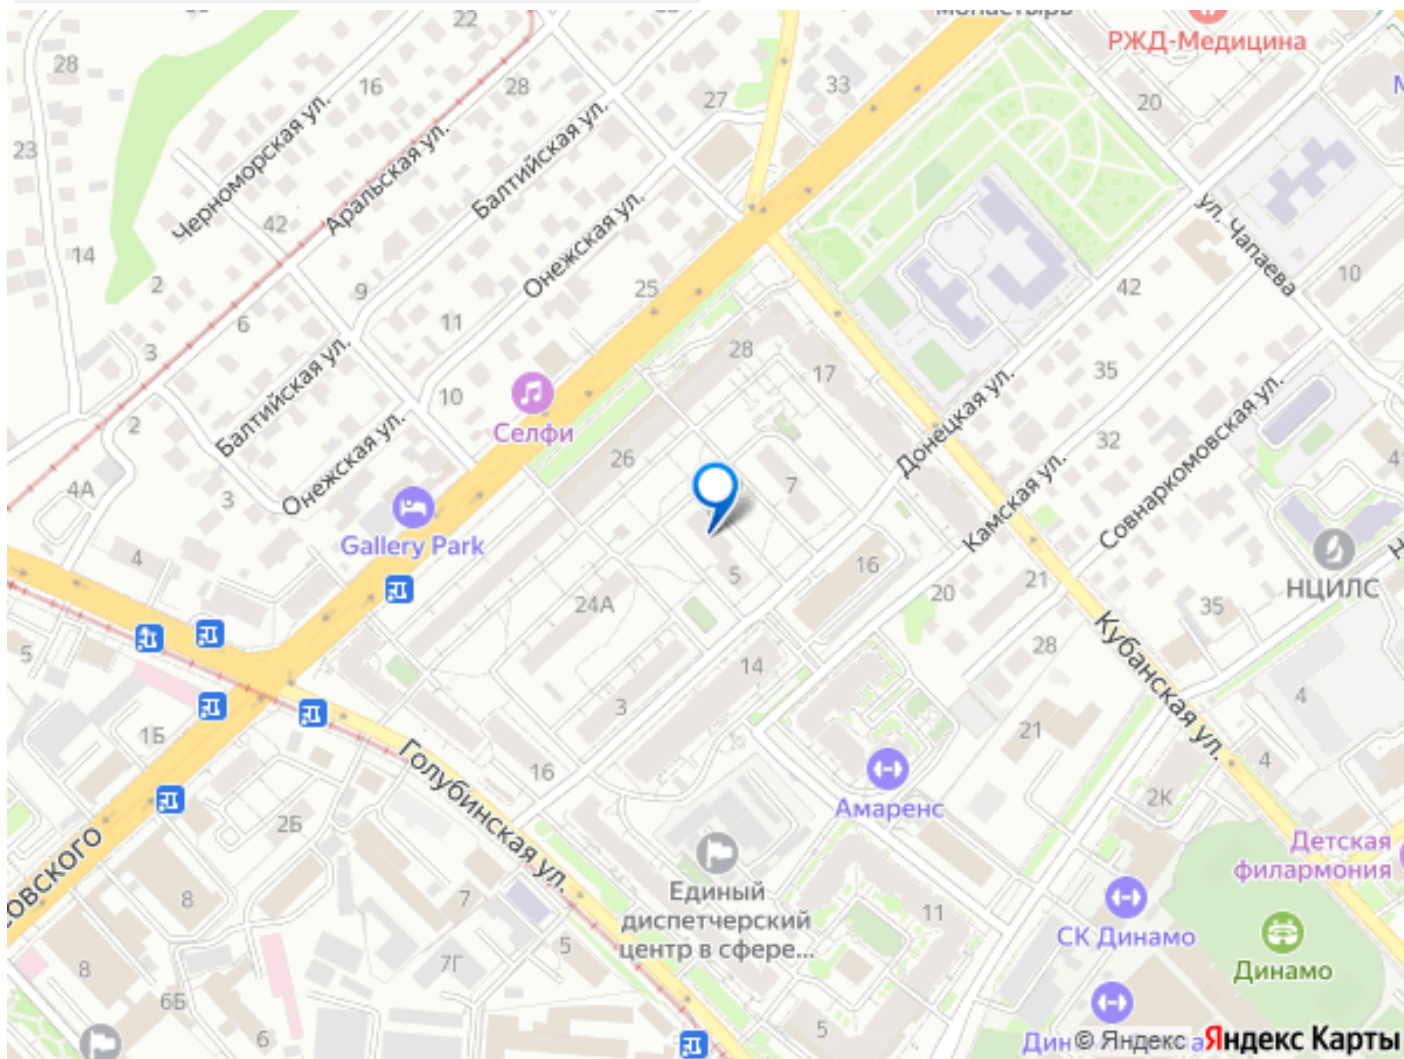 22
монастырь
РЖД-Медицина
28
16
28
27
33
20
23
Черноморская ул.
Аральская ул.
Балтийская ул.
42
14
2
9
Онежская ул.
25
ул. Чапаева
10
42
6
11
3
28
17
35
Балтийская ул.
10
Селфи
Донецкая ул.
2
32
Совнаркомовская ул.
4А
3
Онежская ул.
26
7
Камская ул.
Gallery Park
4
5
16
20
21
НЦИЛС
24А
35
5
14
28
Кубанская ул.
3
4
1Б
21
Голубинская ул.
16
4
Амаренс
2К
2Б
Детская
филармония
овского
Единый
диспетчерский
центр в сфере...
8
7
11
СК Динамо
5
Динамо
8
7Г
6Б
6
5
© Яндекс
Яндекс Карты